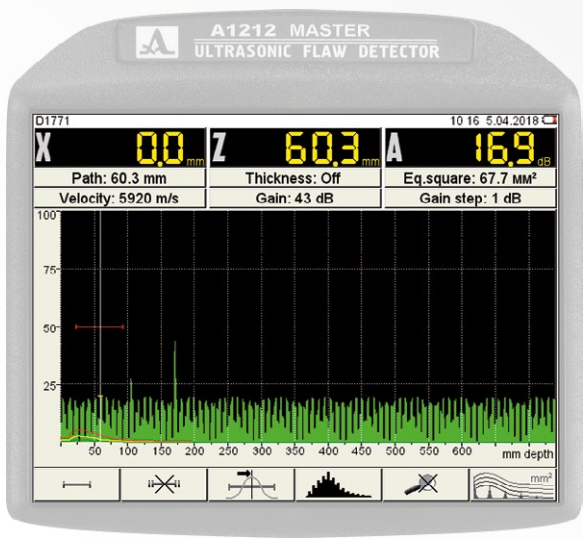 A1212 MASTER
ULTRASONIC FLAW DETECTOR
D1771 10 16 5.04.2018
X 0.0 mm Z 60.3 mm A 16.9 dB
Path: 60.3 mm Thickness: Off Eq.square: 67.7 мм²
Velocity: 5920 m/s Gain: 43 dB Gain step: 1 dB
100
75
50
25
50 100 150 200 250 300 350 400 450 500 550 600 mm depth
mm²